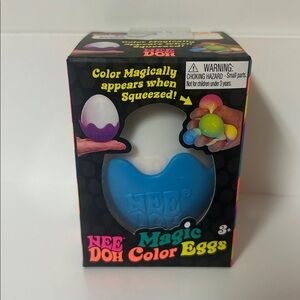 Color Magically
appears when
Squeezed!
WARNING:
CHOKING HAZARD - Small parts.
Not for children under 3 years.
NEE
DOH
NEE
DOH
Magic
Color Eggs
3+